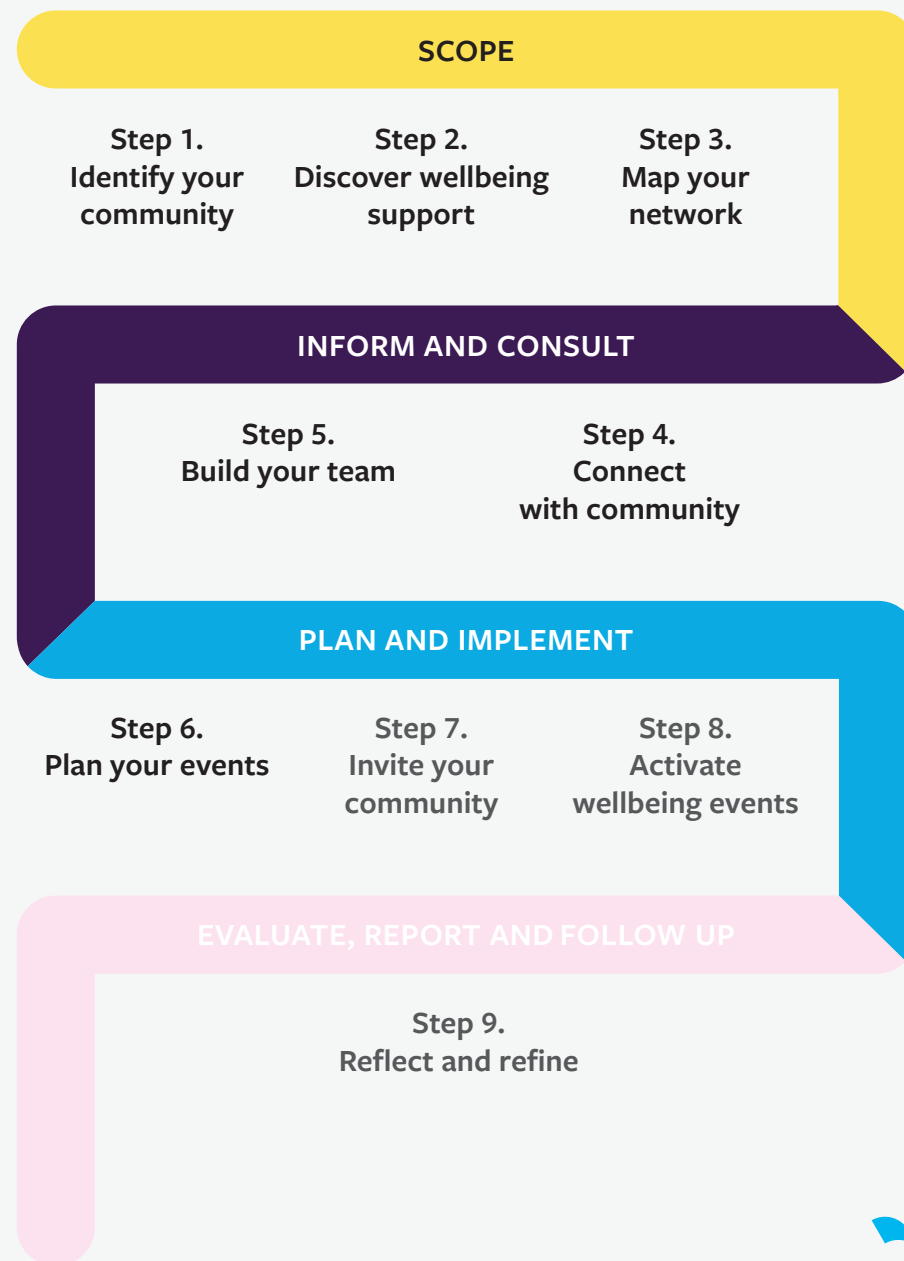 SCOPE
Step 1.
Identify your
community
Step 2.
Discover wellbeing
support
Step 3.
Map your
network
INFORM AND CONSULT
Step 5.
Build your team
Step 4.
Connect
with community
PLAN AND IMPLEMENT
Step 6.
Plan your events
Step 7.
Invite your
community
Step 8.
Activate
wellbeing events
EVALUATE, REPORT AND FOLLOW UP
Step 9.
Reflect and refine